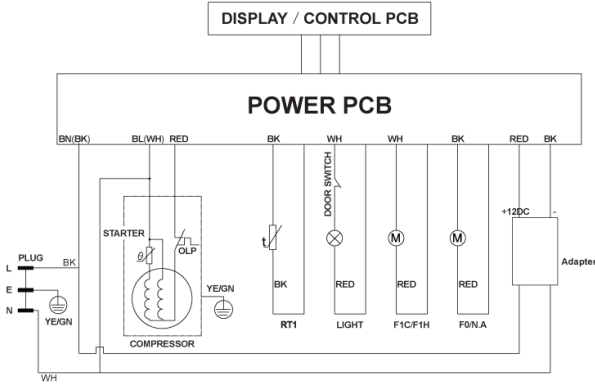 DISPLAY / CONTROL PCB
POWER PCB
BN(BK) BL(WH) RED BK WH WH BK RED BK
DOOR SWITCH
+12DC -
STARTER
θ
OLP
t
M
M
Adapter
PLUG
L BK
E
YE/GN
N
YE/GN
BK RED RED RED
RT1 LIGHT F1C/F1H F0/N.A
COMPRESSOR
WH